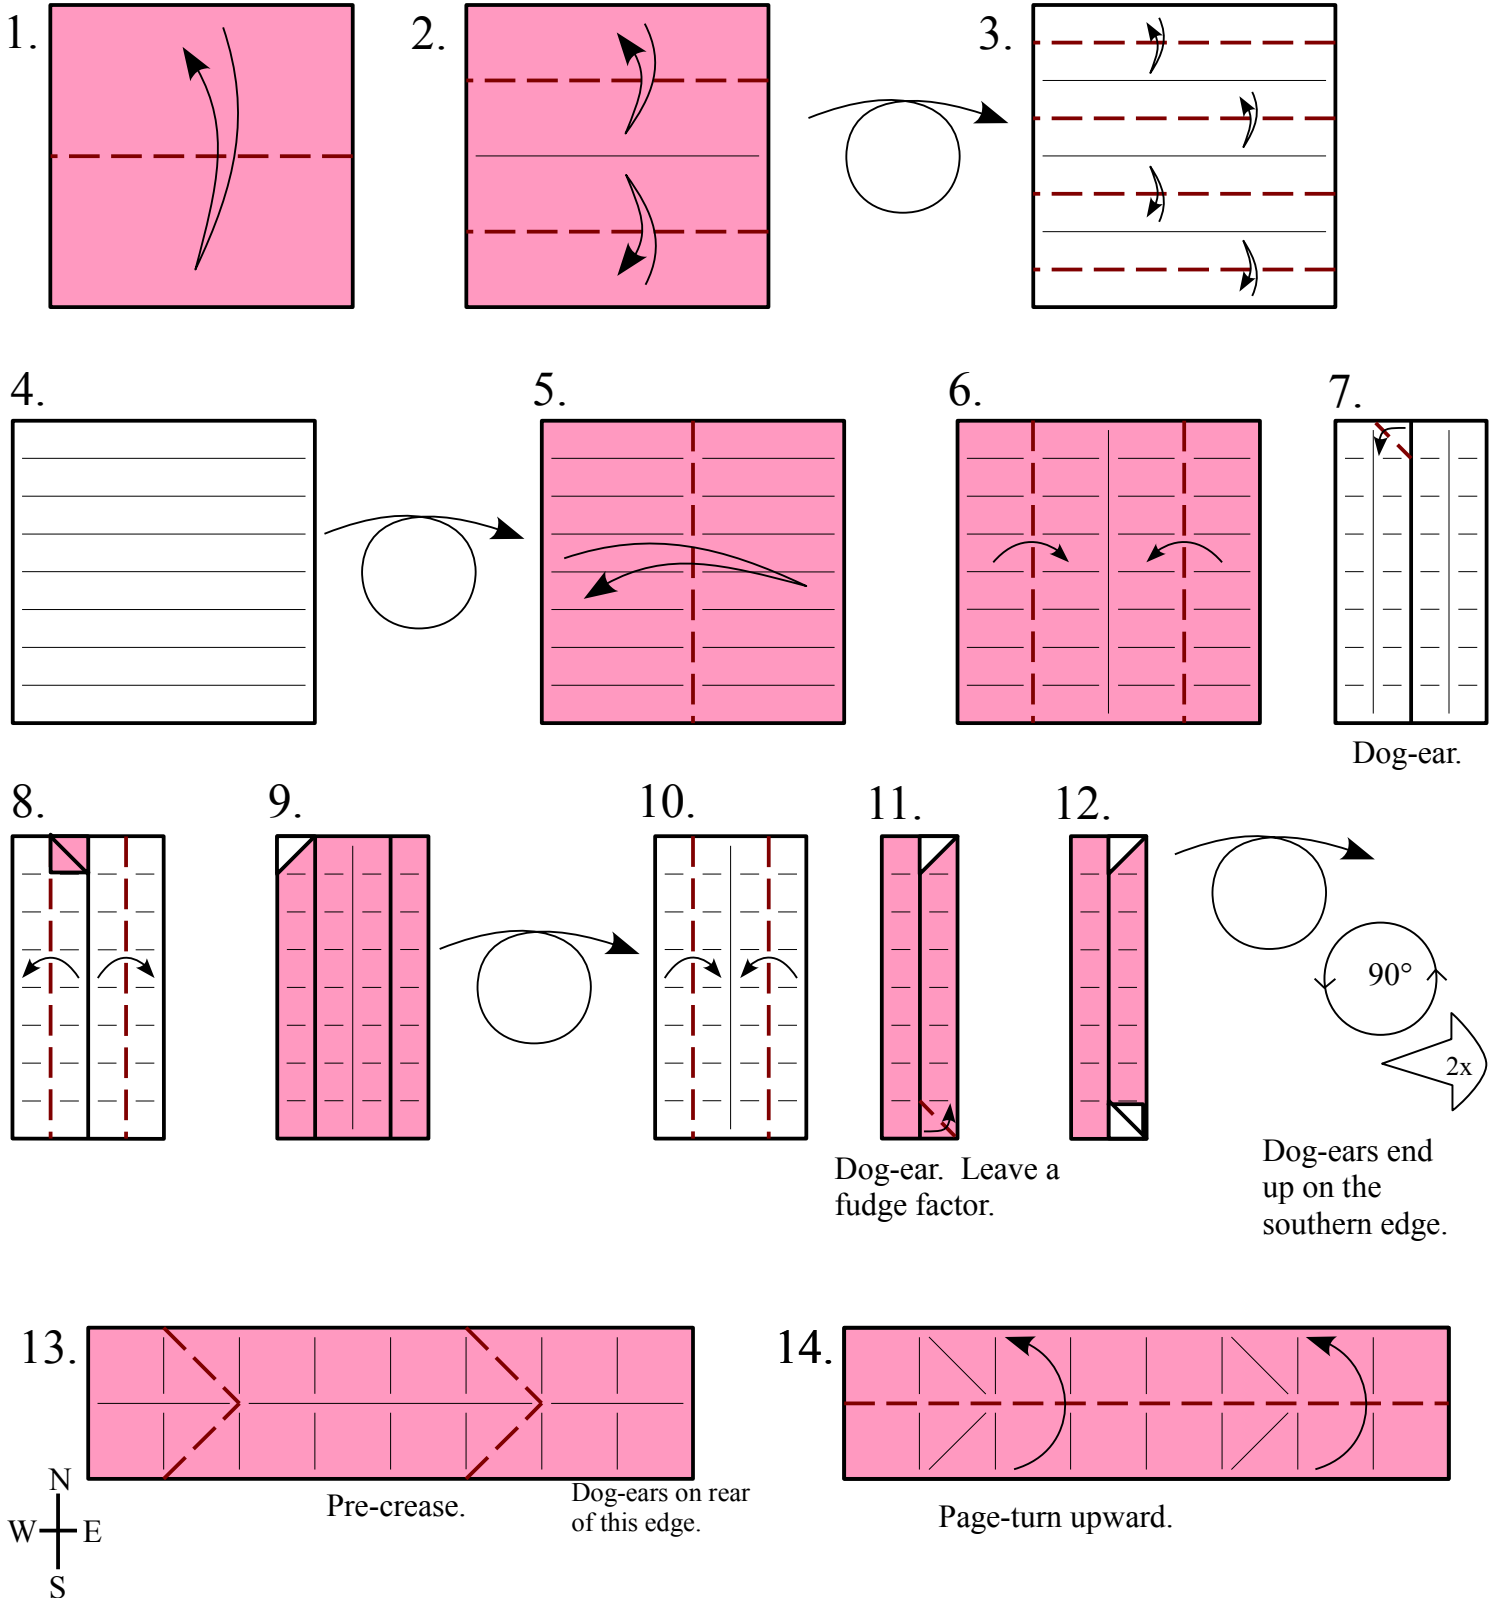 1.
2.
3.
4.
5.
6.
7.
Dog-ear.
8.
9.
10.
11.
12.
90°
2x
Dog-ear. Leave a
fudge factor.
Dog-ears end
up on the
southern edge.
13.
14.
N
W E
S
Pre-crease.
Dog-ears on rear
of this edge.
Page-turn upward.